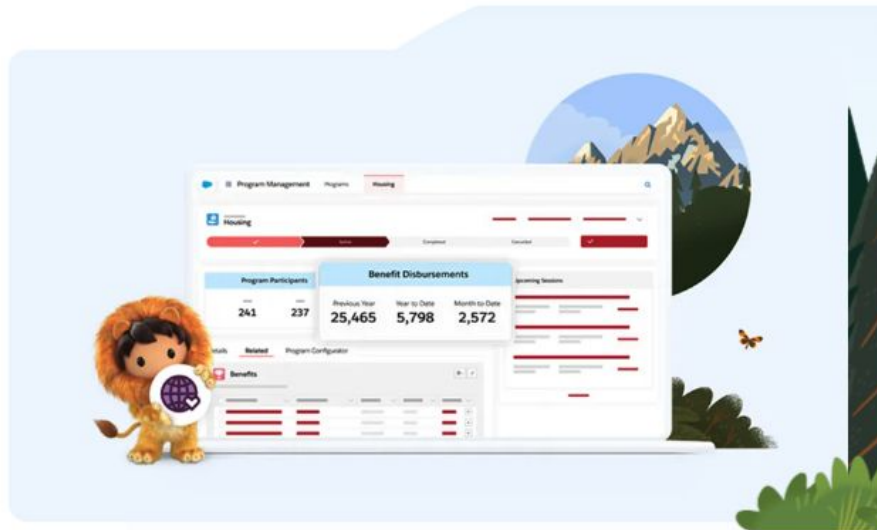 Program Management Programs Housing
Housing
Active Completed Canceled
Program Participants
241 237
Benefit Disbursements
Previous Year Year to Date Month to Date
25,465 5,798 2,572
Upcoming Sessions
Related Program Configurator
Benefits